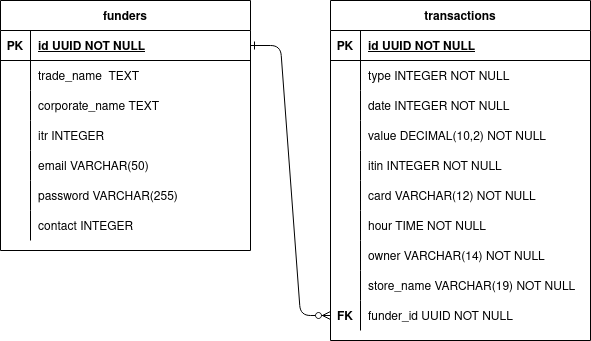 funders
PK id UUID NOT NULL
trade_name  TEXT
corporate_name TEXT
itr INTEGER
email VARCHAR(50)
password VARCHAR(255)
contact INTEGER
transactions
PK id UUID NOT NULL
type INTEGER NOT NULL
date INTEGER NOT NULL
value DECIMAL(10,2) NOT NULL
itin INTEGER NOT NULL
card VARCHAR(12) NOT NULL
hour TIME NOT NULL
owner VARCHAR(14) NOT NULL
store_name VARCHAR(19) NOT NULL
FK funder_id UUID NOT NULL